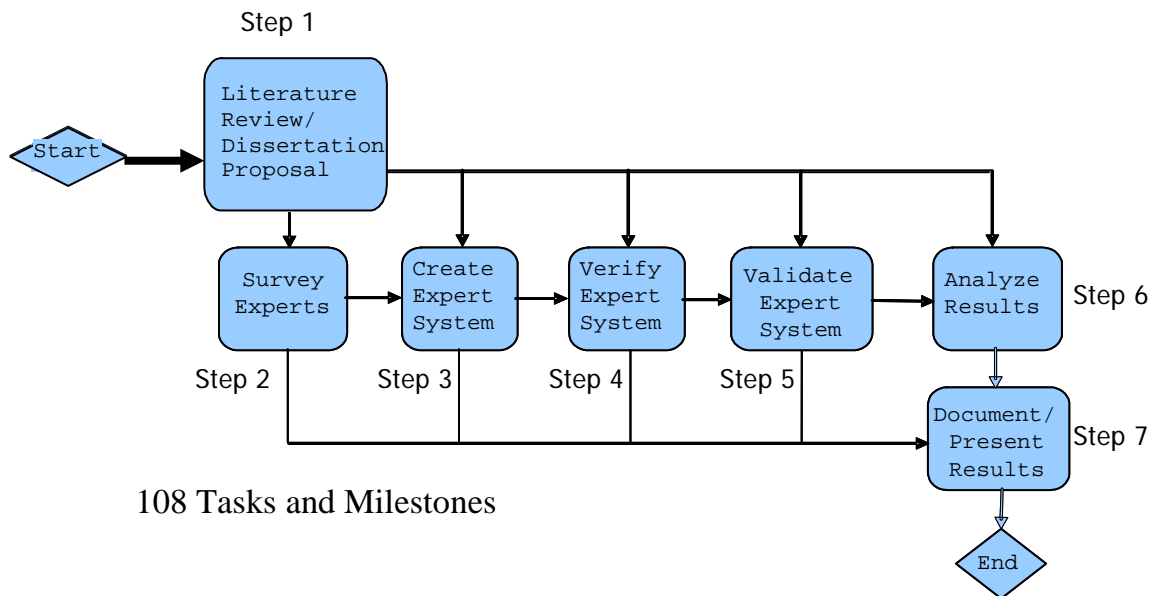 Step 1
Literature
Review/
Dissertation
Proposal
Start
Survey
Experts
Create
Expert
System
Verify
Expert
System
Validate
Expert
System
Analyze
Results
Step 6
Step 2
Step 3
Step 4
Step 5
Document/
Present
Results
Step 7
108 Tasks and Milestones
End